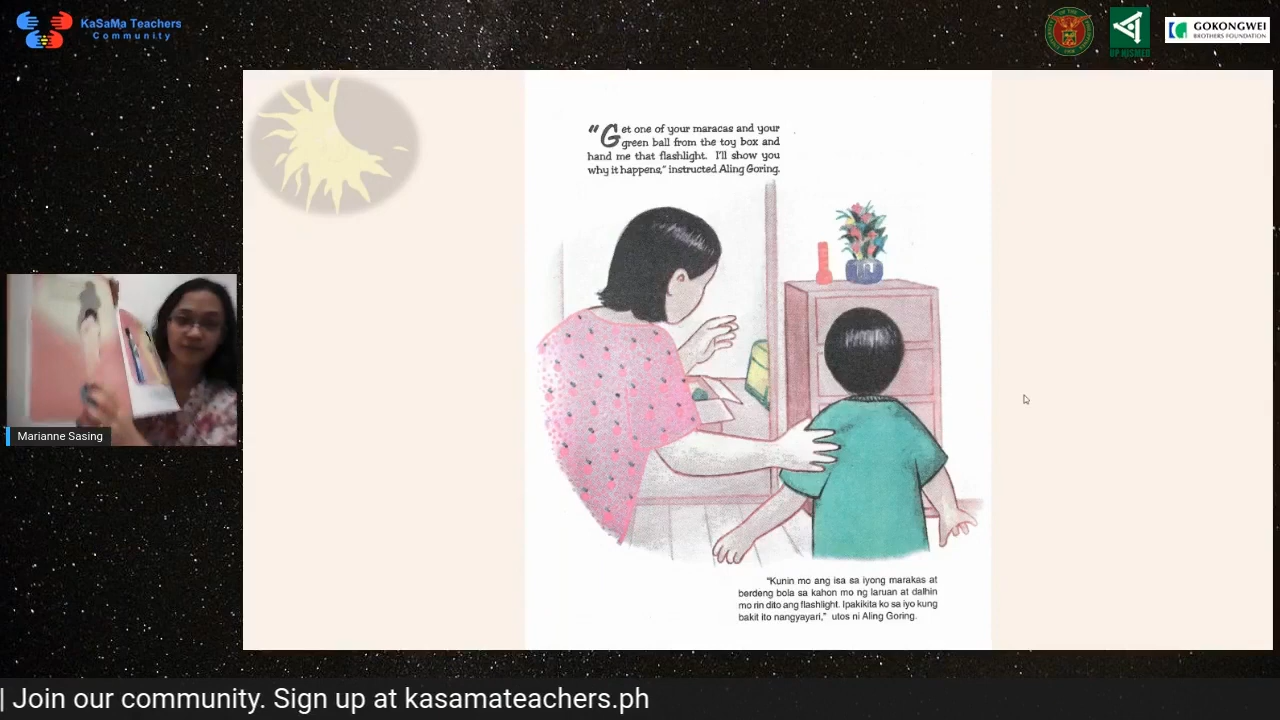 KaSaMa Teachers
Community
UP NISMED
GOKONGWEI
BROTHERS FOUNDATION
"Get one of your maracas and your
green ball from the toy box and
hand me that flashlight. I'll show you
why it happens," instructed Aling Goring.
Marianne Sasing
"Kunin mo ang isa sa iyong marakas at
berdeng bola sa kahon mo ng laruan at dalhin
mo rin dito ang flashlight. Ipakikita ko sa iyo kung
bakit ito nangyayari," utos ni Aling Goring.
| Join our community. Sign up at kasamateachers.ph